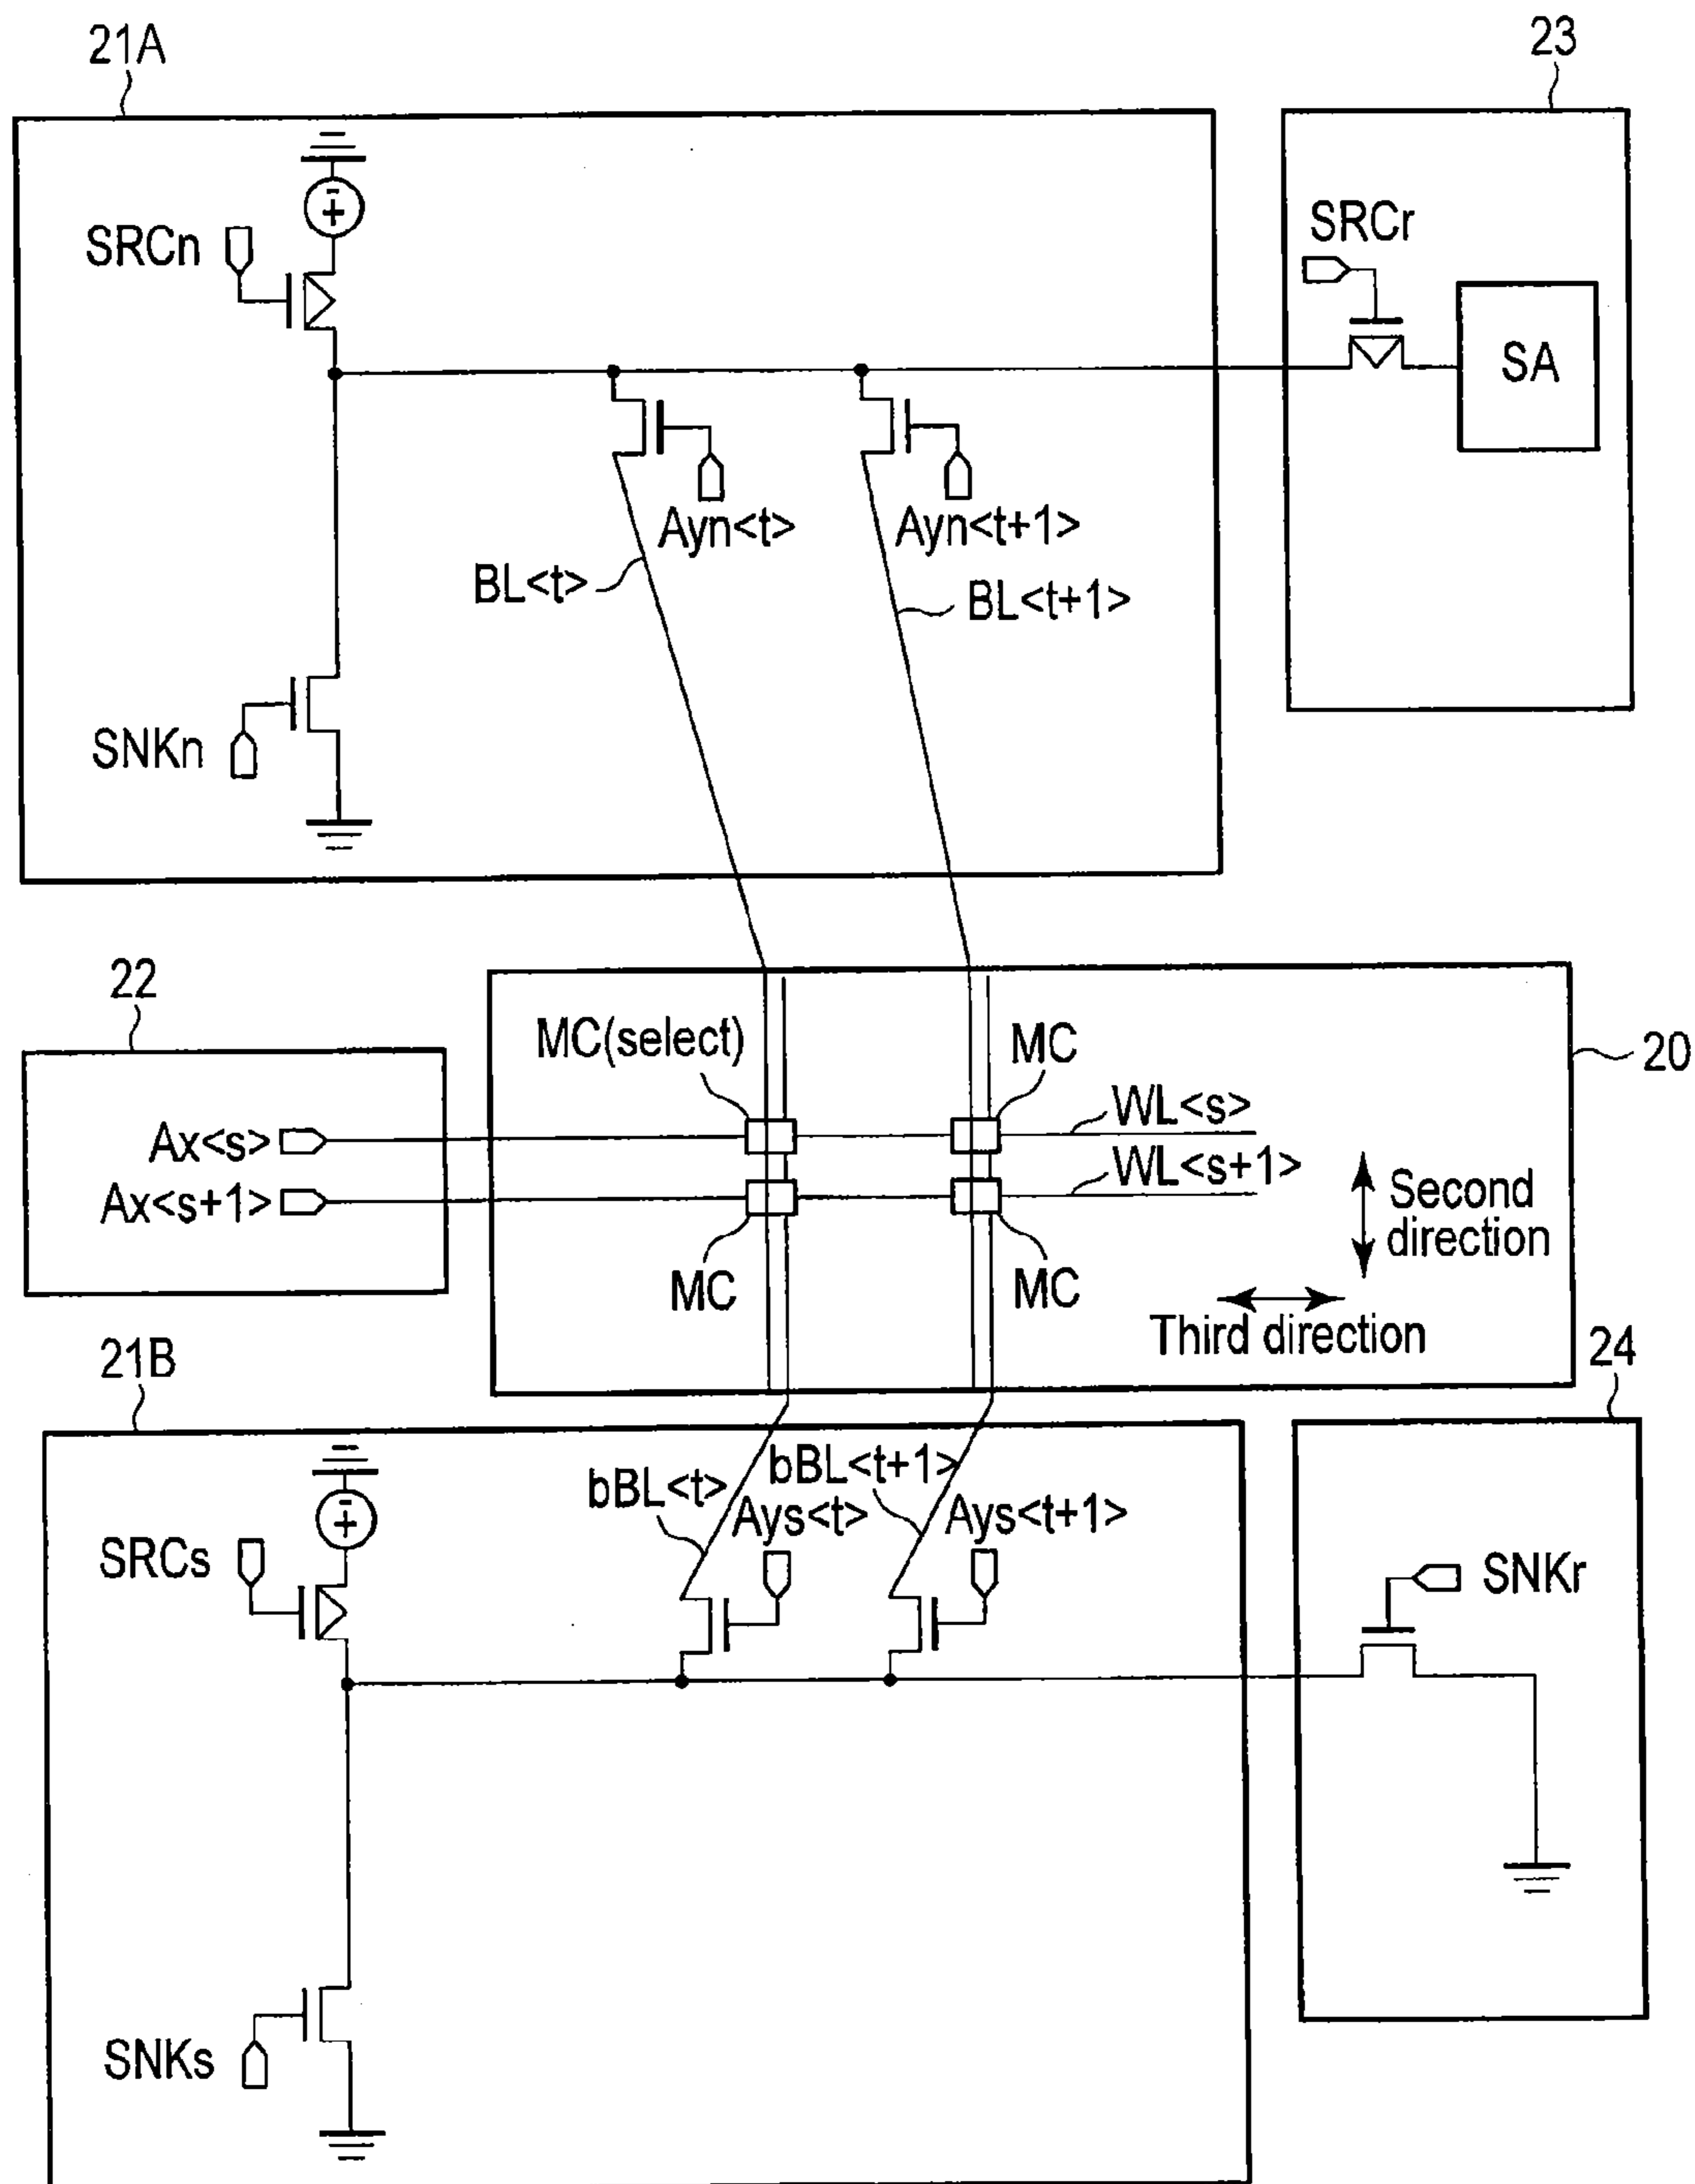 21A
23
SRCn
SRCr
SA
Ayn<t>
Ayn<t+1>
BL<t>
BL<t+1>
SNKn
22
MC(select)
MC
20
Ax<s>
WL<s>
Ax<s+1>
WL<s+1>
Second
direction
MC
MC
Third direction
21B
24
bBL<t>
bBL<t+1>
Ays<t>
Ays<t+1>
SRCs
SNKr
SNKs